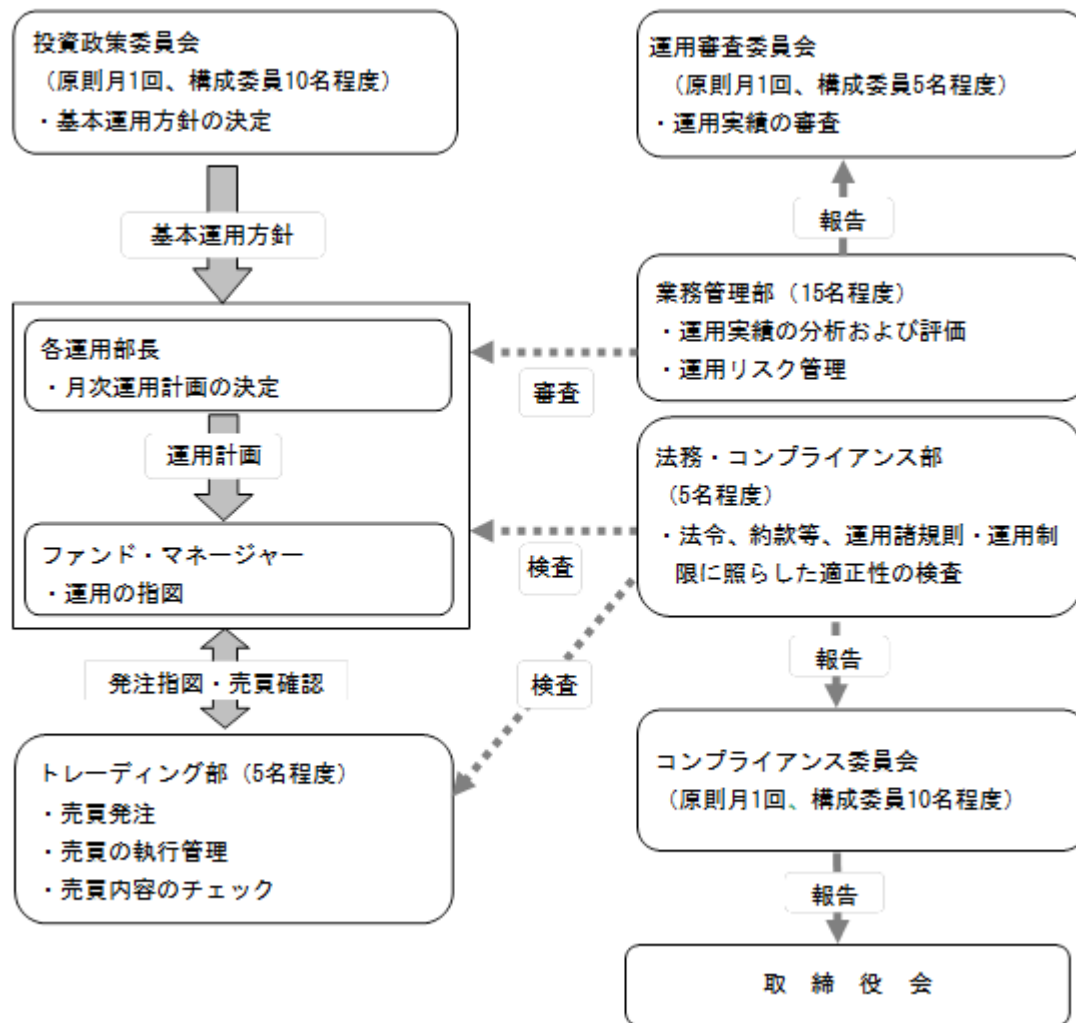 投資政策委員会
（原則月1回、構成委員10名程度）
・基本運用方針の決定
基本運用方針
各運用部長
・月次運用計画の決定
運用計画
ファンド・マネージャー
・運用の指図
発注指図・売買確認
トレーディング部（5名程度）
・売買発注
・売買の執行管理
・売買内容のチェック
運用審査委員会
（原則月1回、構成委員5名程度）
・運用実績の審査
報告
業務管理部（15名程度）
・運用実績の分析および評価
・運用リスク管理
審査
法務・コンプライアンス部
（5名程度）
・法令、約款等、運用諸規則・運用制
限に照らした適正性の検査
検査
検査
報告
コンプライアンス委員会
（原則月1回、構成委員10名程度）
報告
取　締　役　会